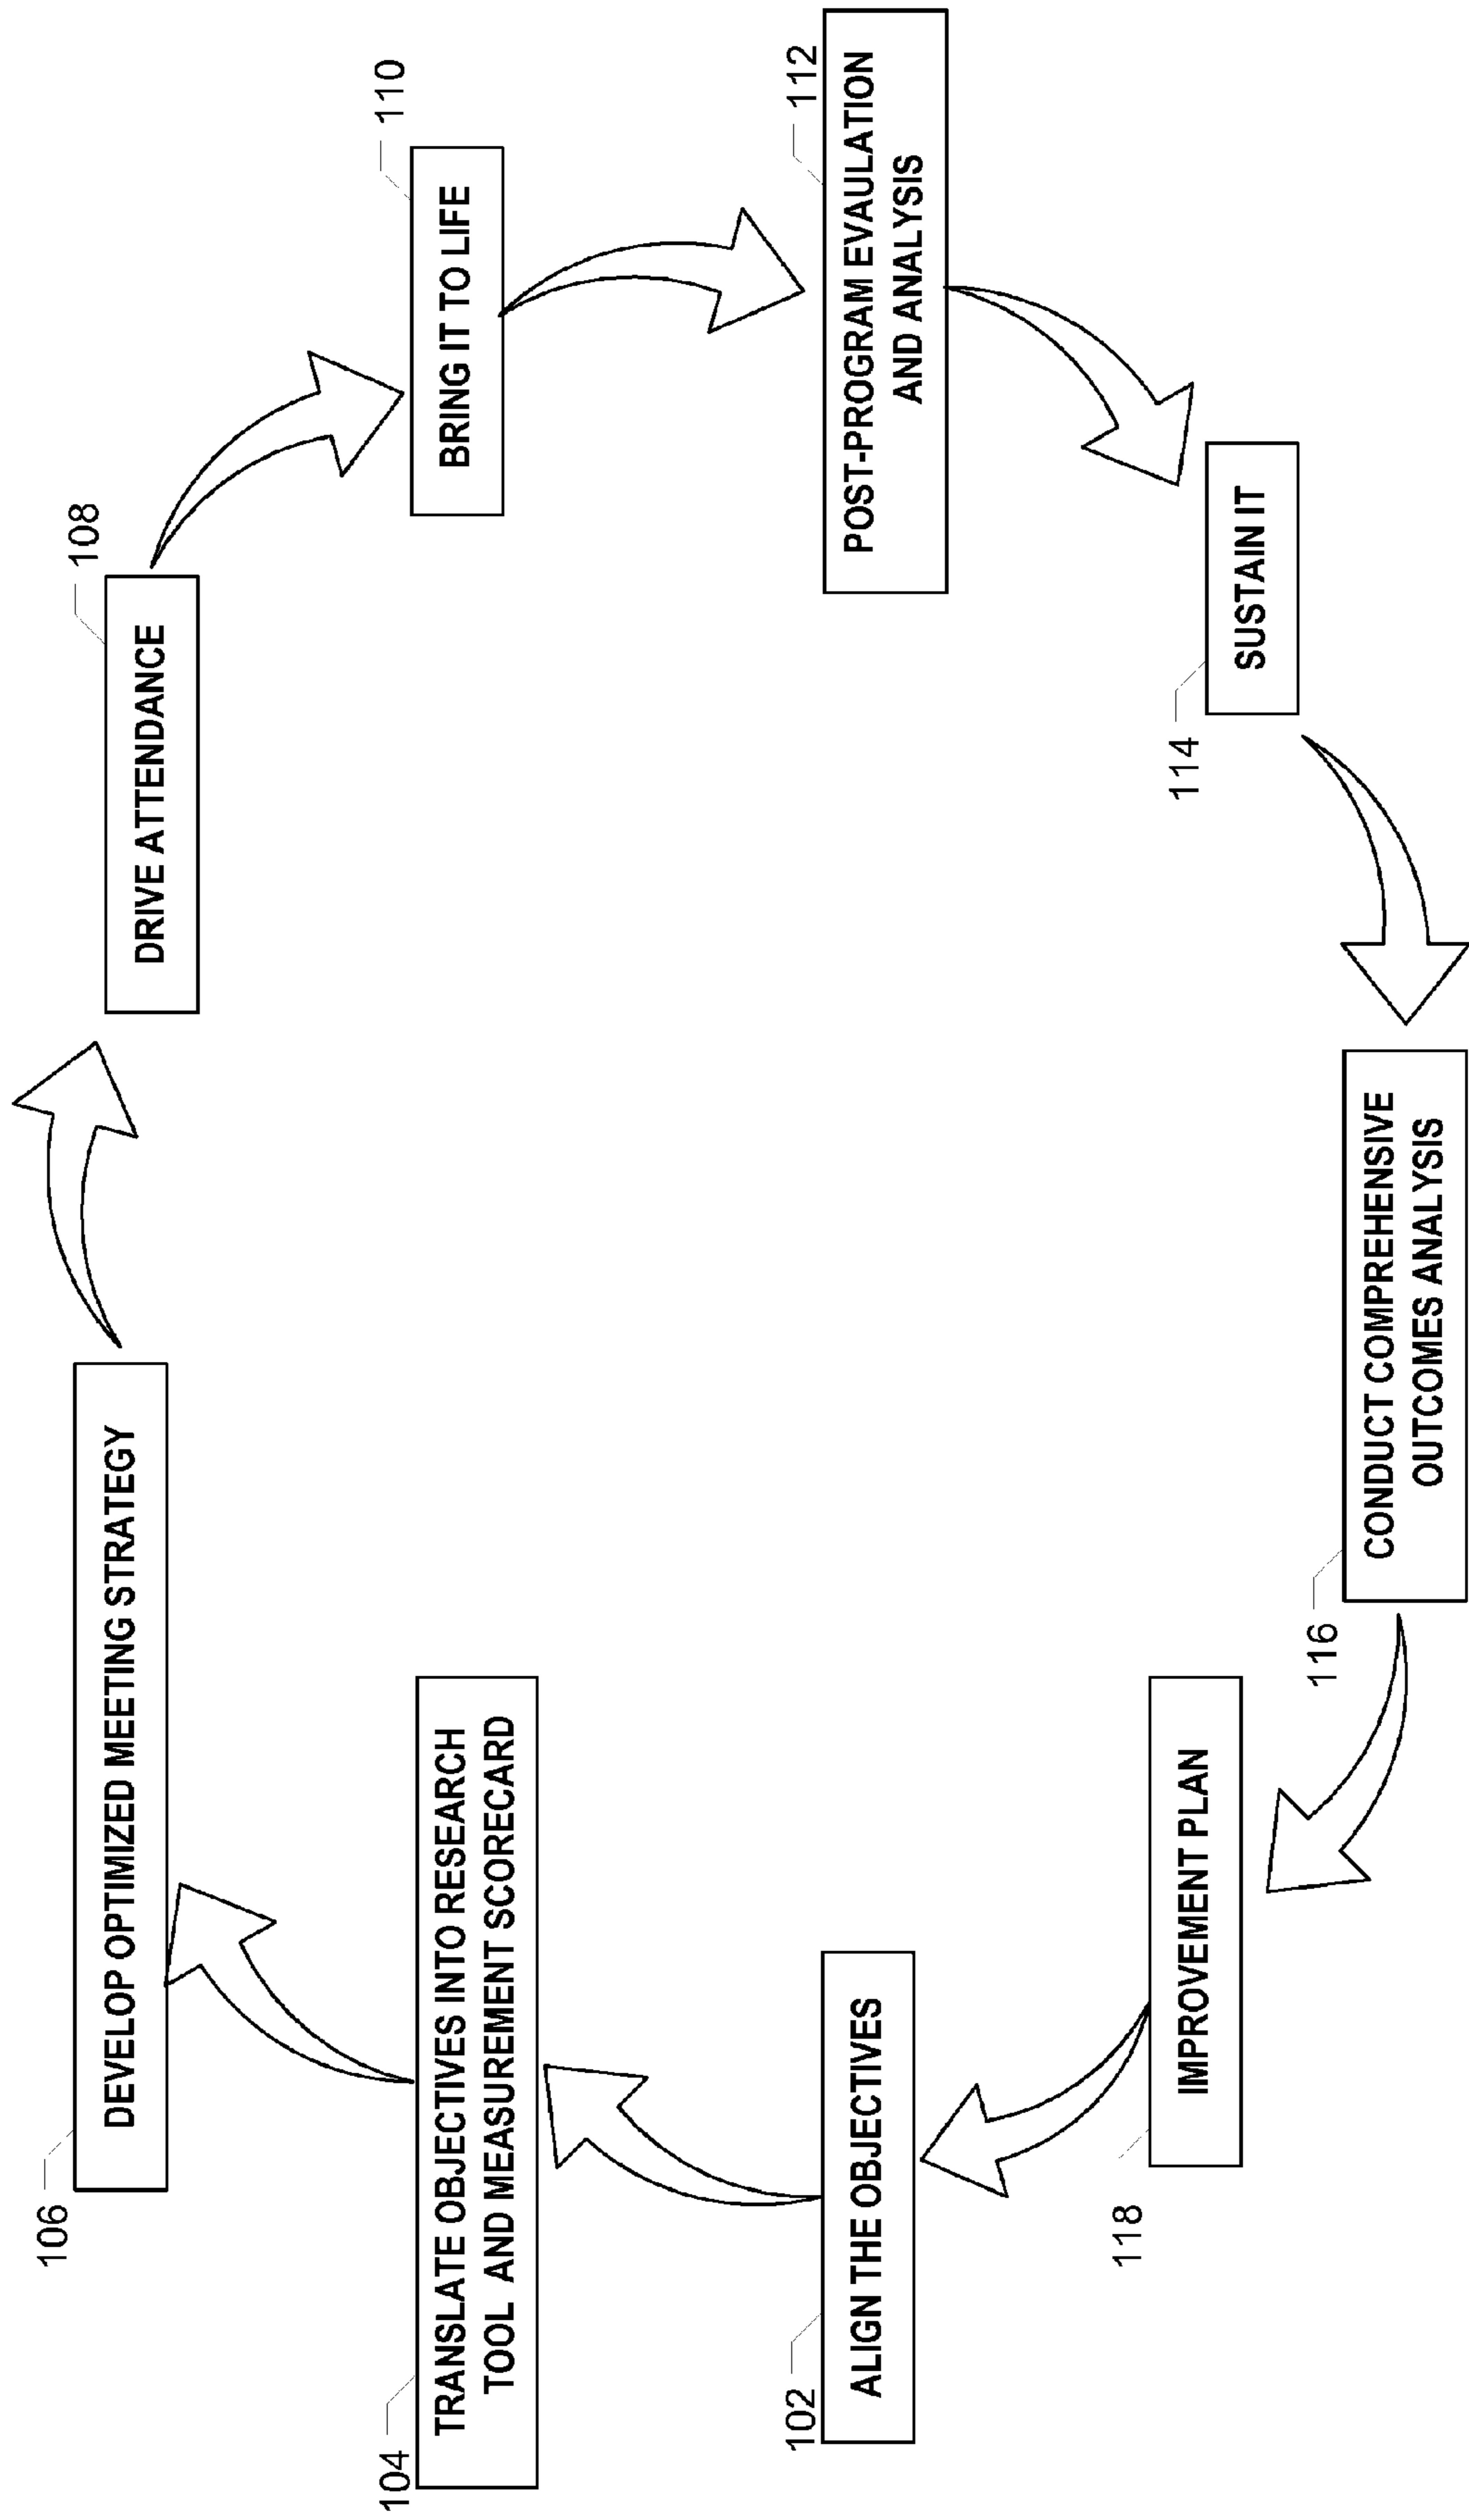 106
DEVELOP OPTIMIZED MEETING STRATEGY
108
DRIVE ATTENDANCE
104
TRANSLATE OBJECTIVES INTO RESEARCH
TOOL AND MEASUREMENT SCORECARD
110
BRING IT TO LIFE
102
ALIGN THE OBJECTIVES
112
POST-PROGRAM EVAULATION
AND ANALYSIS
118
IMPROVEMENT PLAN
114
SUSTAIN IT
116
CONDUCT COMPREHENSIVE
OUTCOMES ANALYSIS